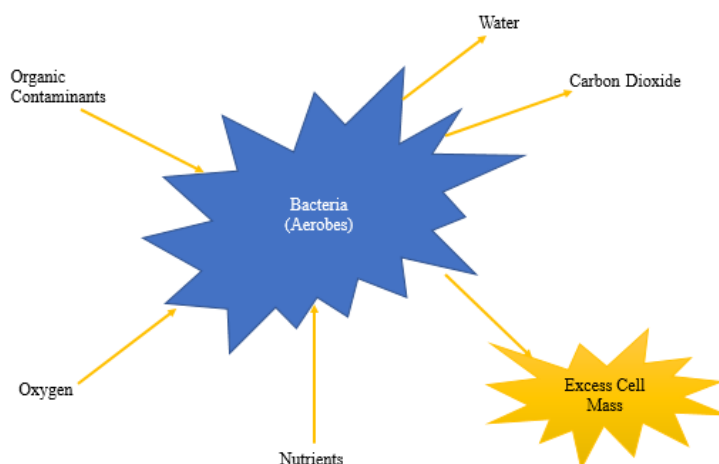 Water
Organic
Contaminants
Carbon Dioxide
Bacteria
(Aerobes)
Oxygen
Excess Cell
Mass
Nutrients